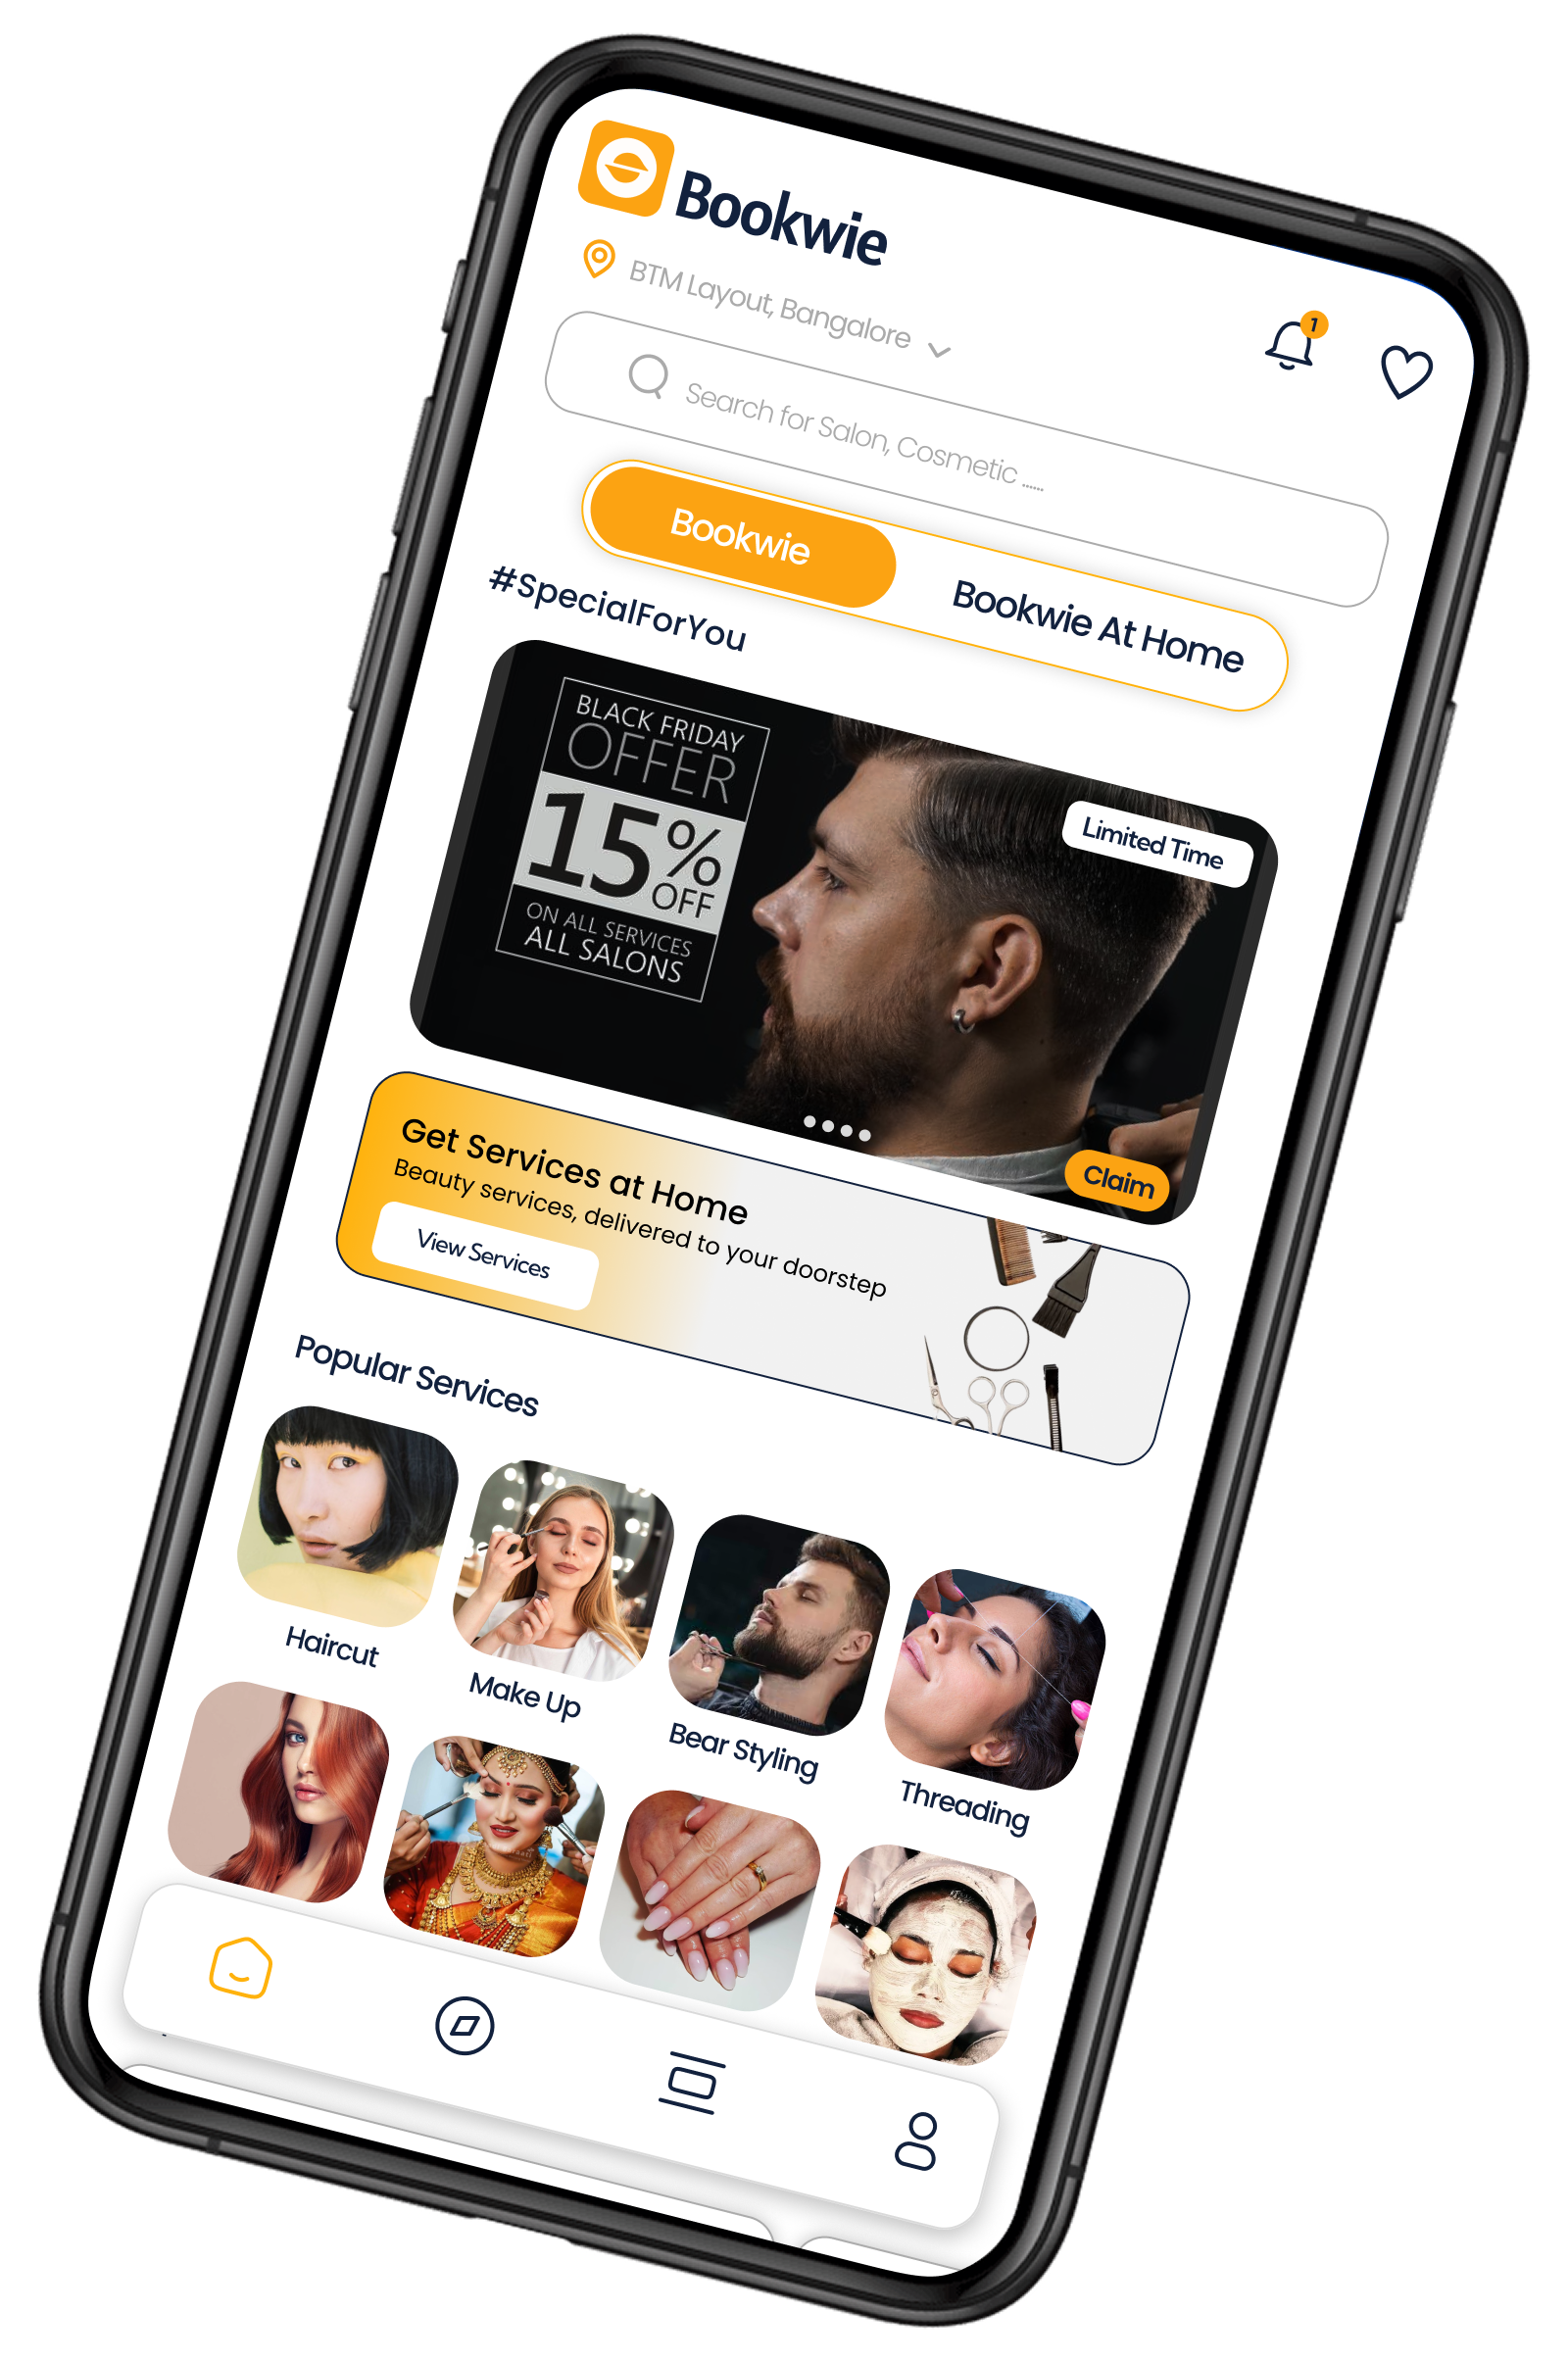 Bookwie
BTM Layout, Bangalore
1
Search for Salon, Cosmetic ......
Bookwie
Bookwie At Home
#SpecialForYou
BLACK FRIDAY
OFFER
15%
OFF
ON ALL SERVICES
ALL SALONS
Limited Time
Claim
Get Services at Home
Beauty services, delivered to your doorstep
View Services
Popular Services
Haircut
Make Up
Bear Styling
Threading